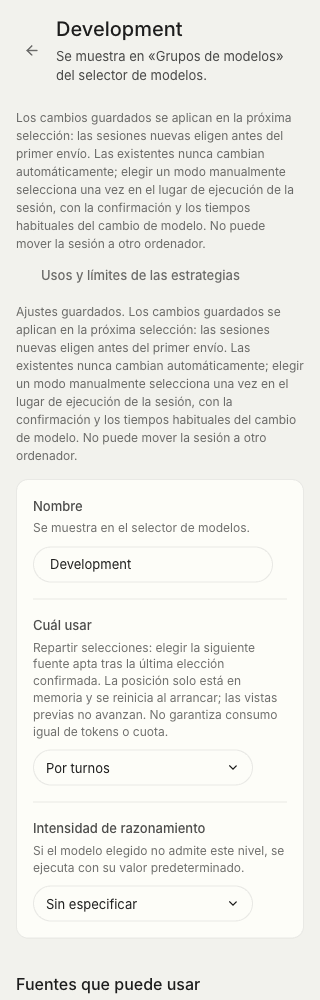 Development
Se muestra en «Grupos de modelos»
del selector de modelos.
Los cambios guardados se aplican en la próxima
selección: las sesiones nuevas eligen antes del
primer envío. Las existentes nunca cambian
automáticamente; elegir un modo manualmente
selecciona una vez en el lugar de ejecución de la
sesión, con la confirmación y los tiempos
habituales del cambio de modelo. No puede
mover la sesión a otro ordenador.
Usos y límites de las estrategias
Ajustes guardados. Los cambios guardados se
aplican en la próxima selección: las sesiones
nuevas eligen antes del primer envío. Las
existentes nunca cambian automáticamente; elegir
un modo manualmente selecciona una vez en el
lugar de ejecución de la sesión, con la
confirmación y los tiempos habituales del cambio
de modelo. No puede mover la sesión a otro
ordenador.
Nombre
Se muestra en el selector de modelos.
Development
Cuál usar
Repartir selecciones: elegir la siguiente
fuente apta tras la última elección
confirmada. La posición solo está en
memoria y se reinicia al arrancar; las vistas
previas no avanzan. No garantiza consumo
igual de tokens o cuota.
Por turnos
Intensidad de razonamiento
Si el modelo elegido no admite este nivel, se
ejecuta con su valor predeterminado.
Sin especificar
Fuentes que puede usar